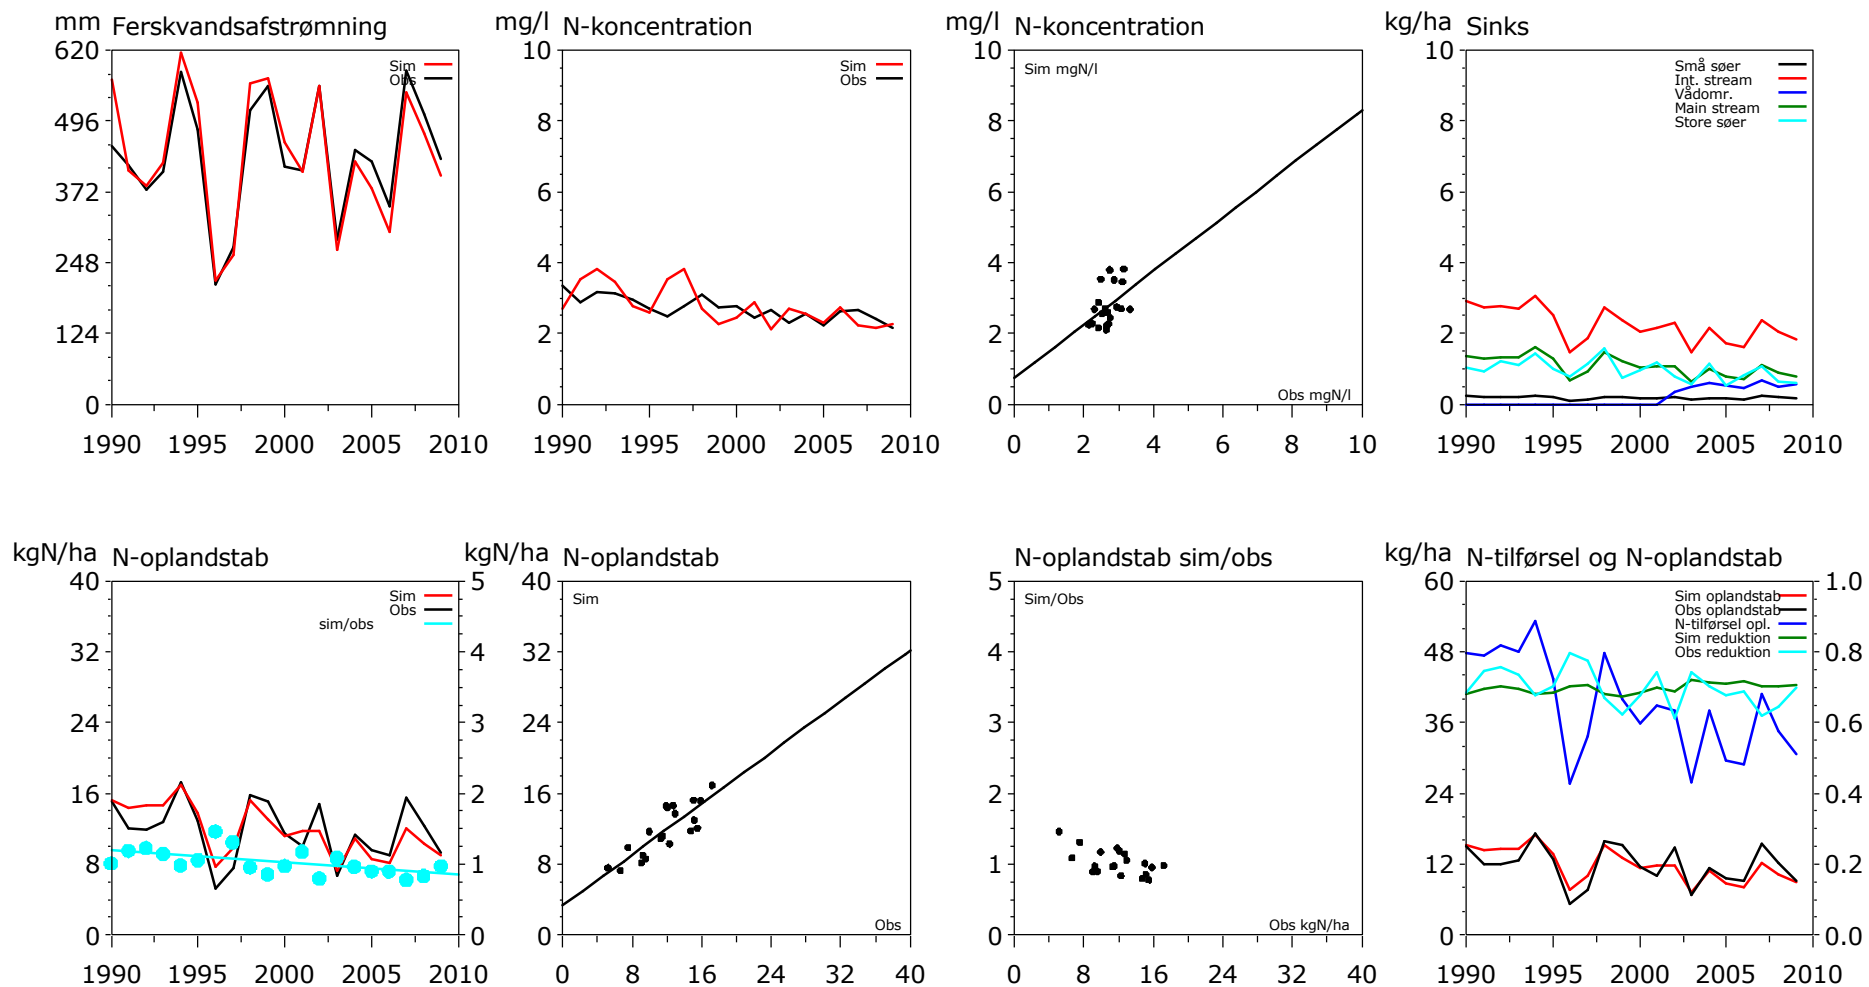 mm Ferskvandsafstrømning
620
496
372
248
124
0
Sim
Obs
1990 1995 2000 2005 2010
mg/l N-koncentration
10
8
6
4
2
0
Sim
Obs
1990 1995 2000 2005 2010
mg/l N-koncentration
10
8
6
4
2
0
Sim mgN/l
Obs mgN/l
0 2 4 6 8 10
kg/ha Sinks
10
8
6
4
2
0
Små søer
Int. stream
Vådomr.
Main stream
Store søer
1990 1995 2000 2005 2010
kgN/ha N-oplandstab
40
32
24
16
8
0
Sim
Obs
sim/obs
5
4
3
2
1
0
1990 1995 2000 2005 2010
kgN/ha N-oplandstab
40
32
24
16
8
0
Sim
Obs
0 8 16 24 32 40
N-oplandstab sim/obs
5
4
3
2
1
0
Sim/Obs
Obs kgN/ha
0 8 16 24 32 40
kg/ha N-tilførsel og N-oplandstab
60
48
36
24
12
0
Sim oplandstab
Obs oplandstab
N-tilførsel opl.
Sim reduktion
Obs reduktion
1.0
0.8
0.6
0.4
0.2
0.0
1990 1995 2000 2005 2010